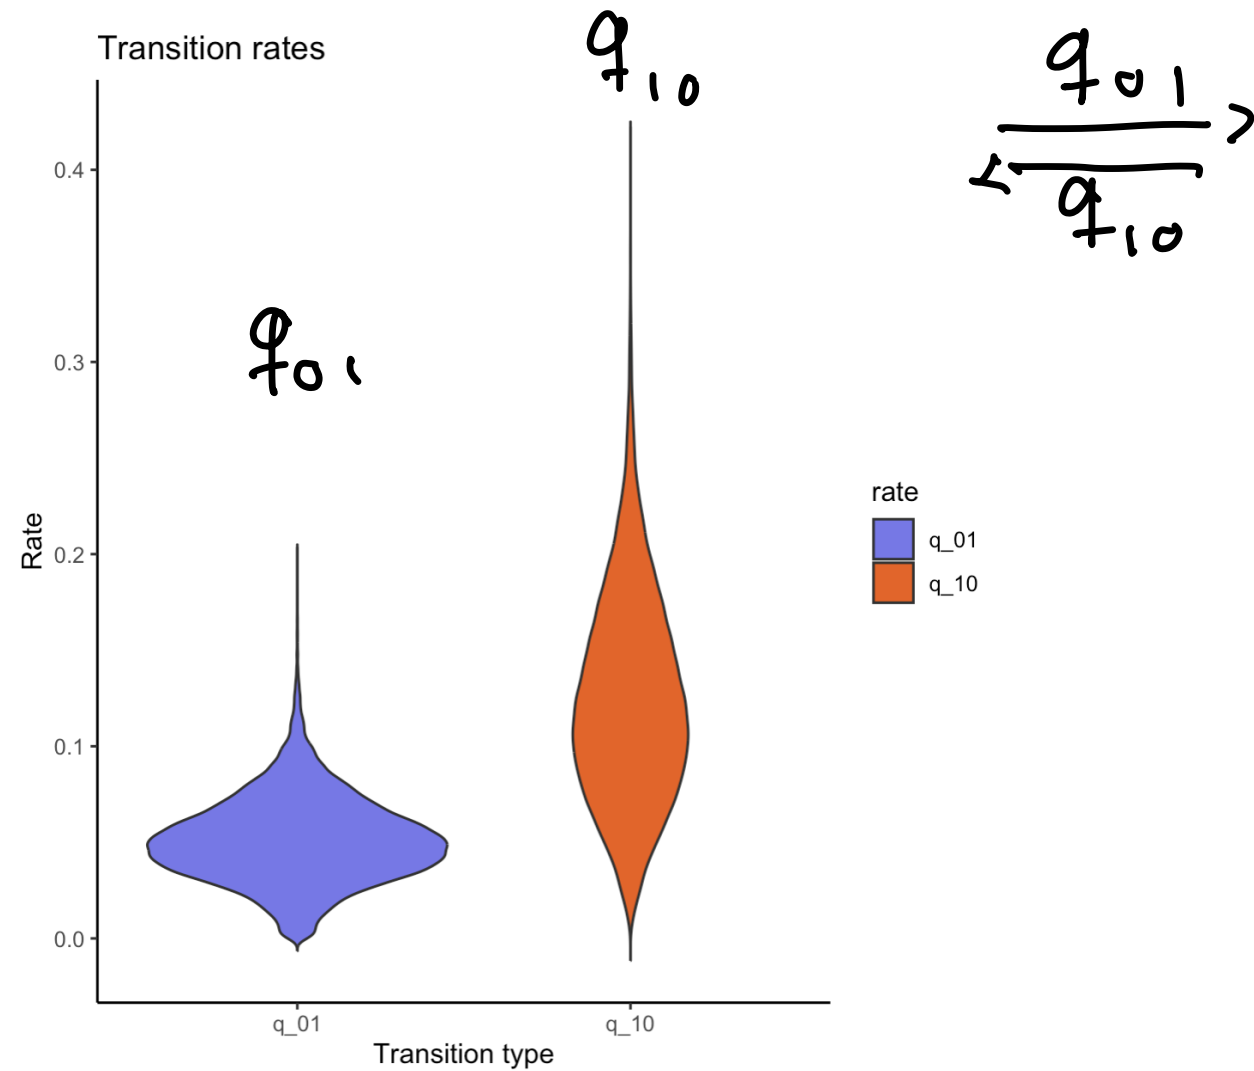 Transition rates
q10
q01
q10
q01
0.4
0.3
0.2
0.1
0.0
Rate
rate
q_01
q_10
q_01
q_10
Transition type